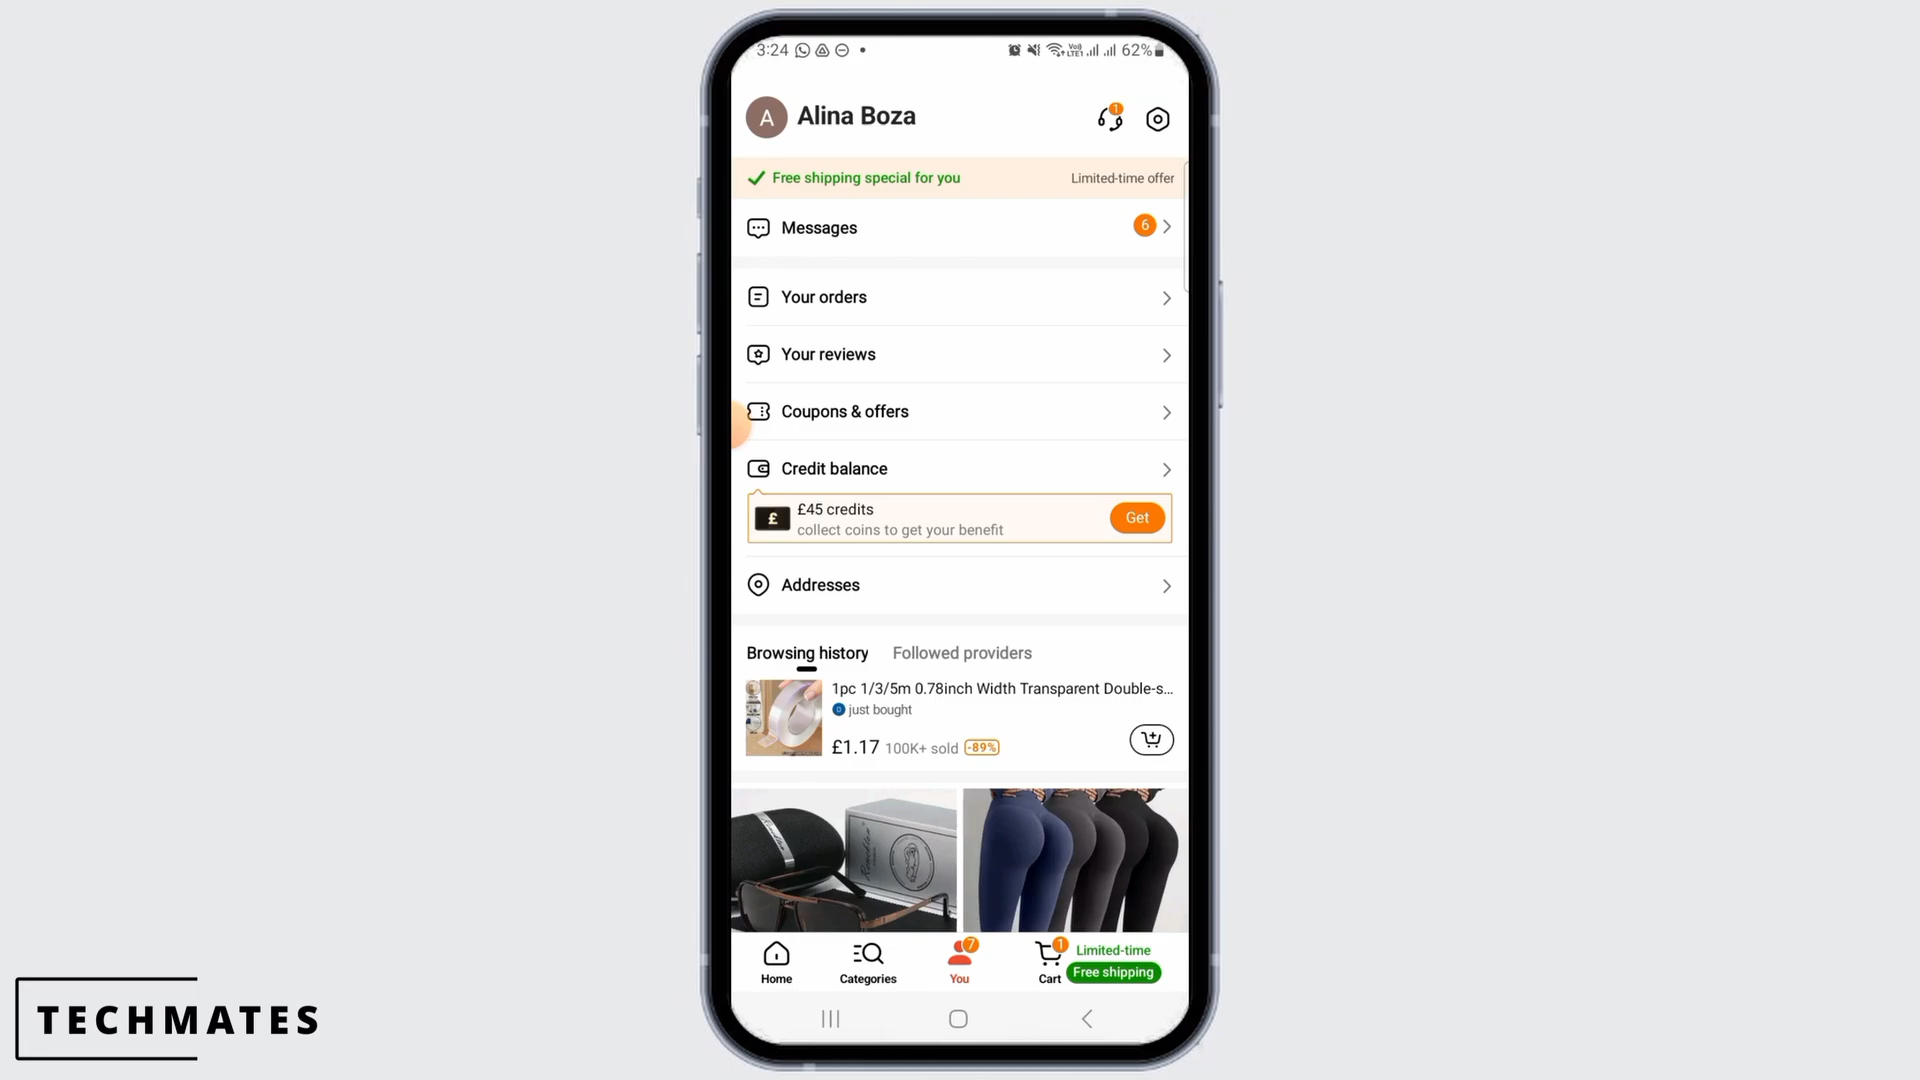 3:24 62%
A Alina Boza 1
Free shipping special for you Limited-time offer
Messages 6
Your orders
Your reviews
Coupons & offers
Credit balance
£ £45 credits
collect coins to get your benefit
Get
Addresses
Browsing history Followed providers
1pc 1/3/5m 0.78inch Width Transparent Double-s...
just bought
£1.17 100K+ sold -89%
Home
Categories
7
You
1
Cart
Limited-time
Free shipping
TECHMATES